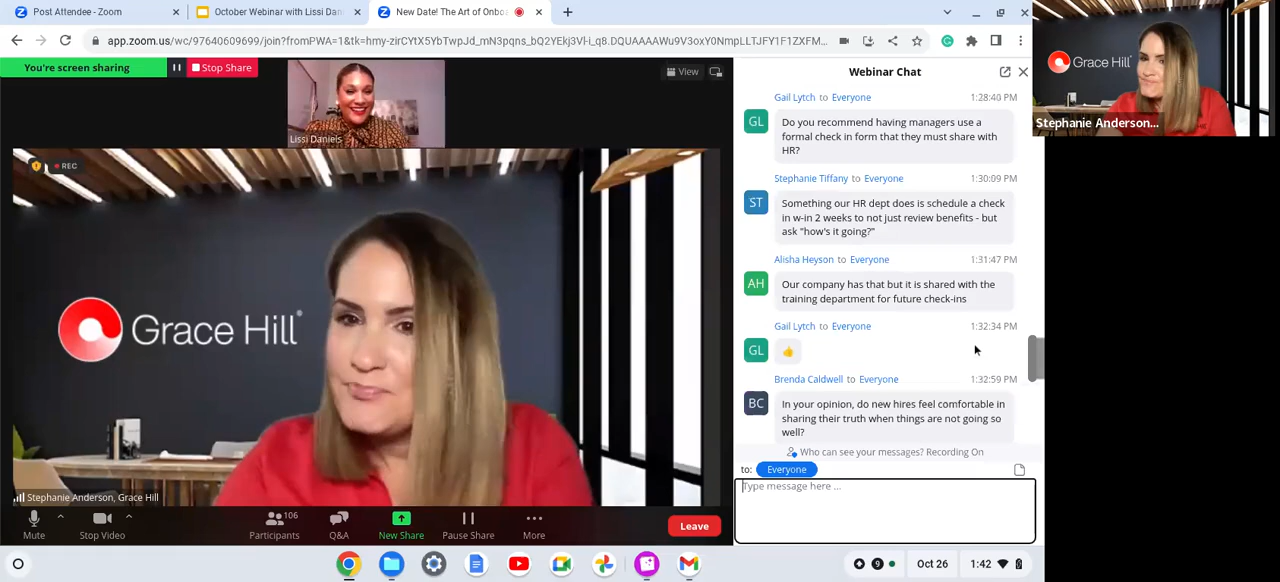 Post Attendee - Zoom
October Webinar with Lissi Dan
New Date! The Art of Onbo
app.zoom.us/wc/97640609699/join?fromPWA=1&tk=hmy-zirCYtX5YbTwpJd_mN3pqns_bQ2YEkj3VH-i_q8.DQUAAAAWu9V3oxY0NmpLLTJFY1F1ZXFM...
You're screen sharing
Stop Share
View
Lissi Daniels
REC
Grace Hill
Stephanie Anderson, Grace Hill
Mute
Stop Video
106
Participants
Q&A
New Share
Pause Share
More
Leave
Webinar Chat
Gail Lytch to Everyone 1:28:40 PM
GL
Do you recommend having managers use a
formal check in form that they must share with
HR?
Stephanie Tiffany to Everyone 1:30:09 PM
ST
Something our HR dept does is schedule a check
in w-in 2 weeks to not just review benefits - but
ask "how's it going?"
Alisha Heyson to Everyone 1:31:47 PM
AH
Our company has that but it is shared with the
training department for future check-ins
Gail Lytch to Everyone 1:32:34 PM
GL
Brenda Caldwell to Everyone 1:32:59 PM
BC
In your opinion, do new hires feel comfortable in
sharing their truth when things are not going so
well?
Who can see your messages? Recording On
to: Everyone
Type message here ...
Grace Hill
Stephanie Anderson...
9
Oct 26
1:42